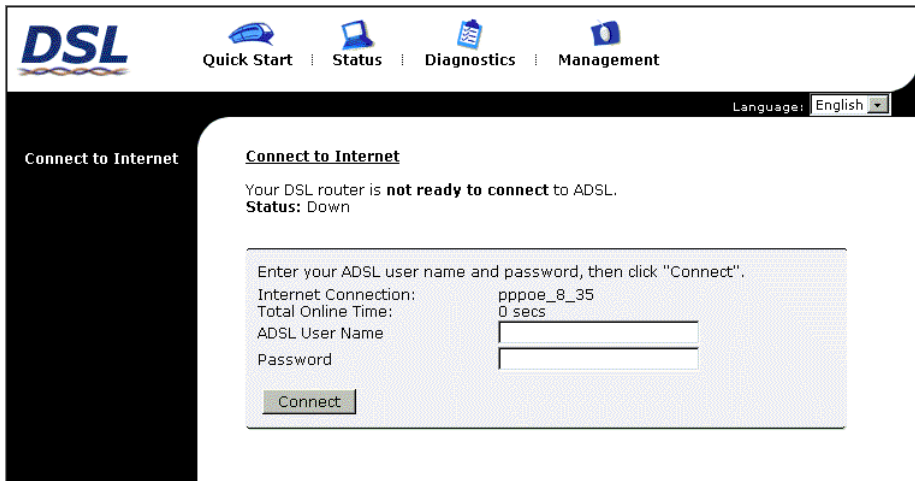 DSL
Quick Start | Status | Diagnostics | Management
Language: English
Connect to Internet
Connect to Internet
Your DSL router is not ready to connect to ADSL.
Status: Down
Enter your ADSL user name and password, then click "Connect".
Internet Connection: pppoe_8_35
Total Online Time: 0 secs
ADSL User Name
Password
Connect